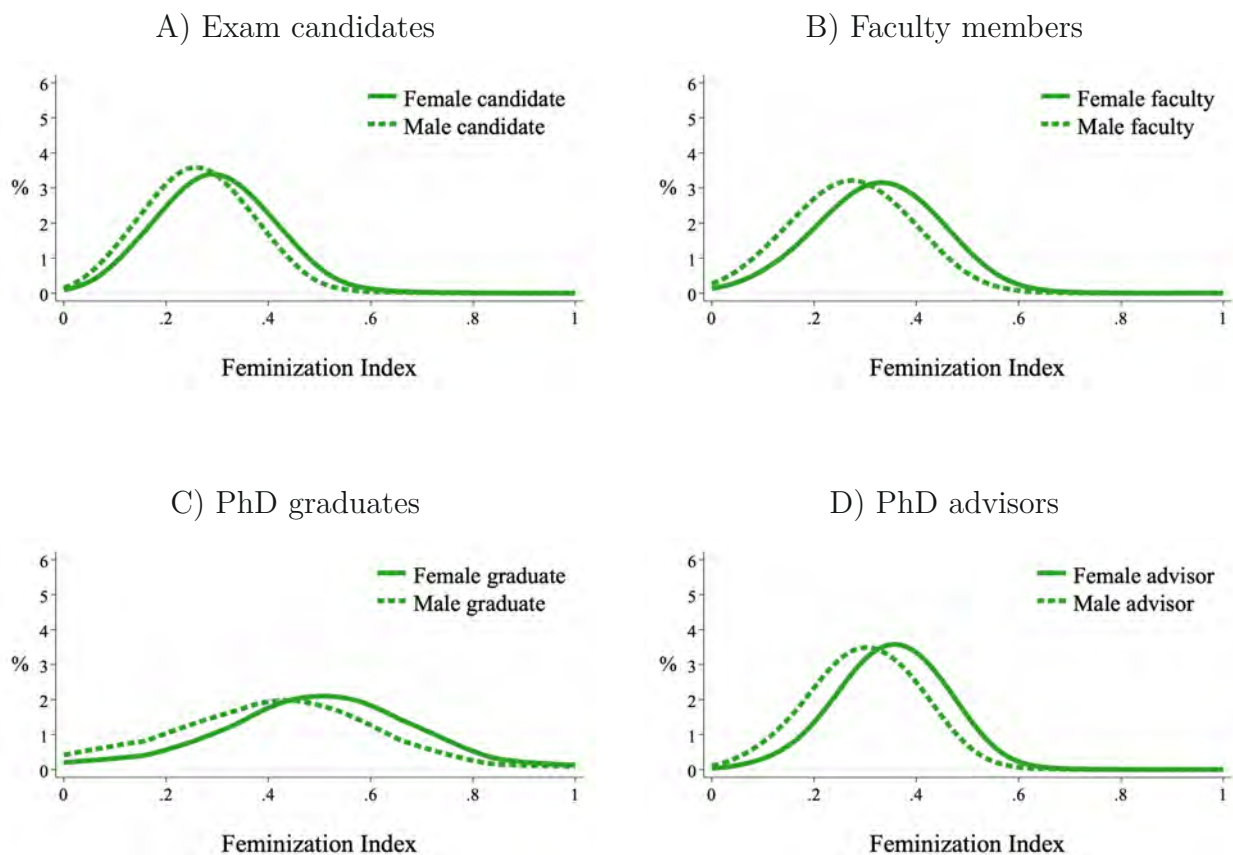 A) Exam candidates
6
5
4
% 3
2
1
0
0 .2 .4 .6 .8 1
Female candidate
Male candidate
Feminization Index
B) Faculty members
6
5
4
% 3
2
1
0
0 .2 .4 .6 .8 1
Female faculty
Male faculty
Feminization Index
C) PhD graduates
6
5
4
% 3
2
1
0
0 .2 .4 .6 .8 1
Female graduate
Male graduate
Feminization Index
D) PhD advisors
6
5
4
% 3
2
1
0
0 .2 .4 .6 .8 1
Female advisor
Male advisor
Feminization Index